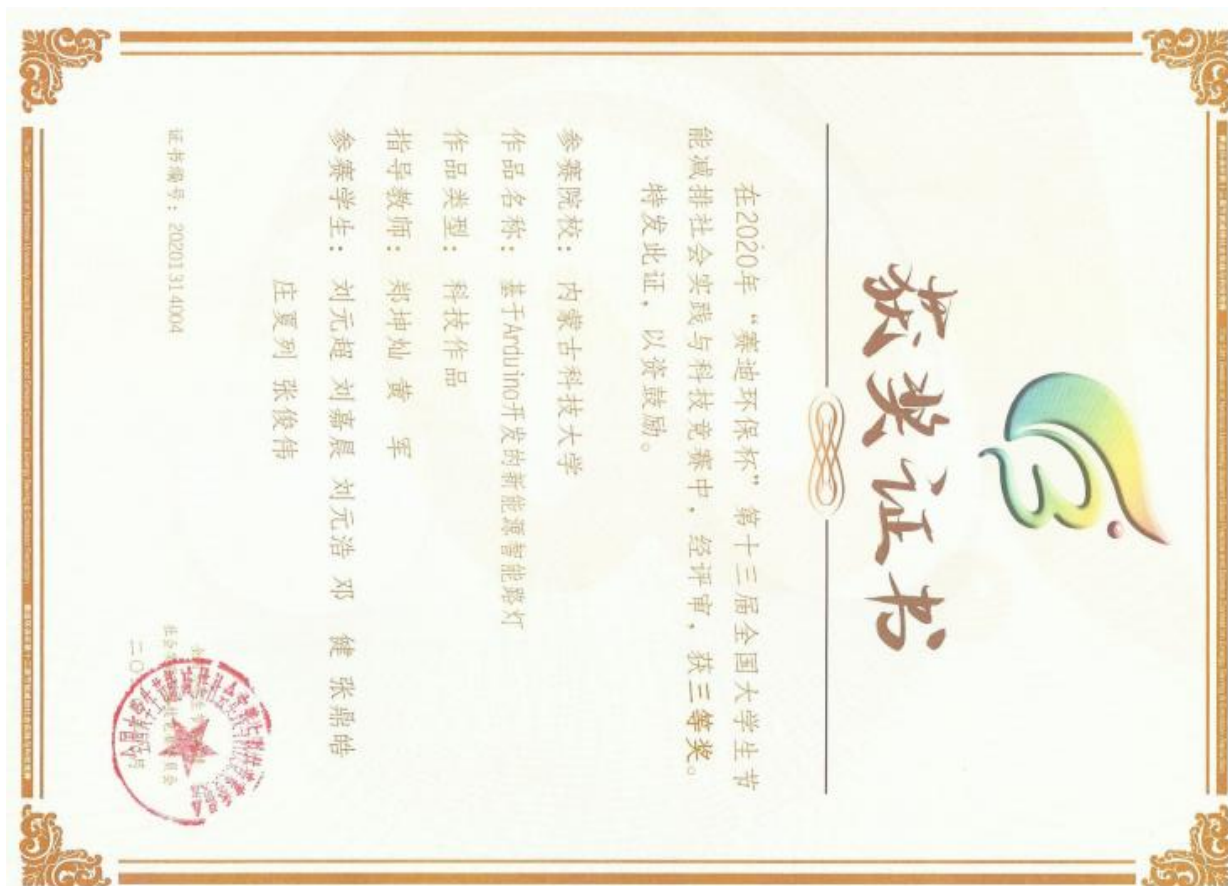 获奖证书
在2020年“赛迪环保杯”第十三届全国大学生节
能减排社会实践与科技竞赛中，经评审，获三等奖。
特发此证，以资鼓励。
参赛院校：内蒙古科技大学
作品名称：基于Arduino开发的新能源智能路灯
作品类型：科技作品
指导教师：郑坤灿 黄 军
参赛学生：刘元超 刘嘉晨 刘元浩 邓 健 张鼎皓
庄夏列 张俊伟
证书编号：20201314004